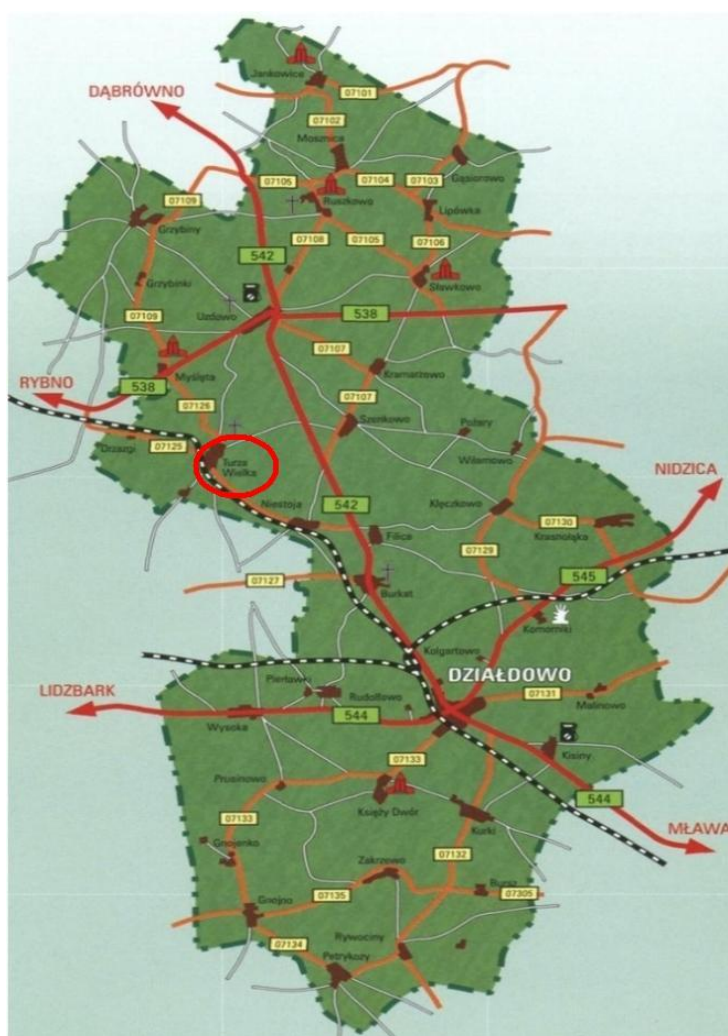 Jankowice
07101
DĄBRÓWNO
07102
Mosznica
07105
07104
07103
Gąsiorowo
07109
Ruszkowo
Lipówka
Grzybiny
07108
07105
07106
542
Grzybinki
Sławkowo
07109
Uzdowo
538
07107
Myślęta
Kramarzewo
RYBNO
538
07126
07107
Szenkowo
Pożary
Drzazgi
07125
Turza
Wielka
Wilamowo
NIDZICA
Niestoja
542
Klęczkowo
07130
Filice
Krasnołąka
07129
07127
Burkat
545
Komorniki
Kolgartowo
DZIAŁDOWO
Pierławki
LIDZBARK
Rudolfowo
07131
Wysoka
544
Malinowo
Kisiny
07133
Prusinowo
544
Księży Dwór
07133
Kurki
MŁAWA
Gnojenko
07132
Zakrzewo
07135
Bursz
07305
Gnojno
07134
Rywociny
Petrykozy